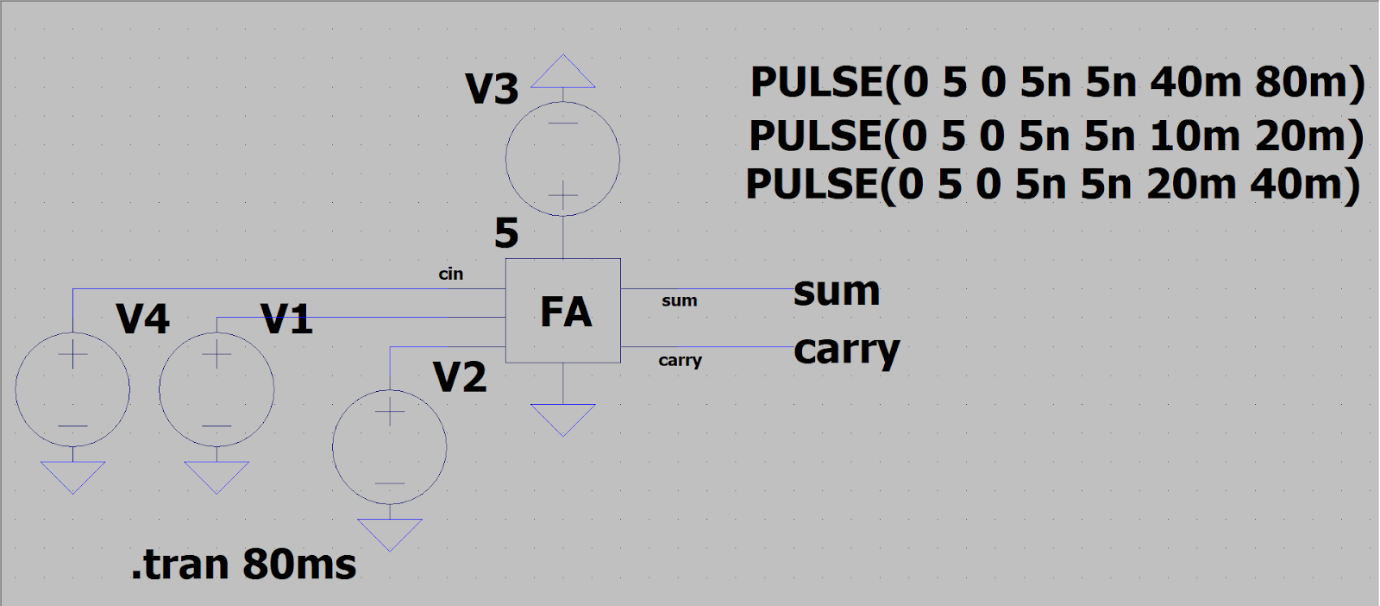 V3
PULSE(0 5 0 5n 5n 40m 80m)
PULSE(0 5 0 5n 5n 10m 20m)
PULSE(0 5 0 5n 5n 20m 40m)
5
cin
V4
V1
FA
sum
sum
V2
carry
carry
.tran 80ms